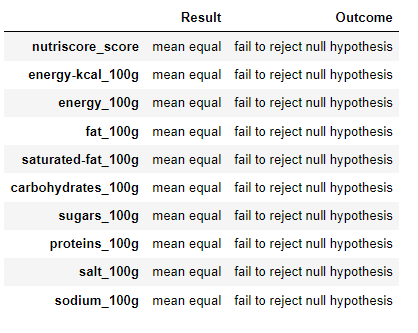 Result Outcome
nutriscore_score mean equal fail to reject null hypothesis
energy-kcal_100g mean equal fail to reject null hypothesis
energy_100g mean equal fail to reject null hypothesis
fat_100g mean equal fail to reject null hypothesis
saturated-fat_100g mean equal fail to reject null hypothesis
carbohydrates_100g mean equal fail to reject null hypothesis
sugars_100g mean equal fail to reject null hypothesis
proteins_100g mean equal fail to reject null hypothesis
salt_100g mean equal fail to reject null hypothesis
sodium_100g mean equal fail to reject null hypothesis